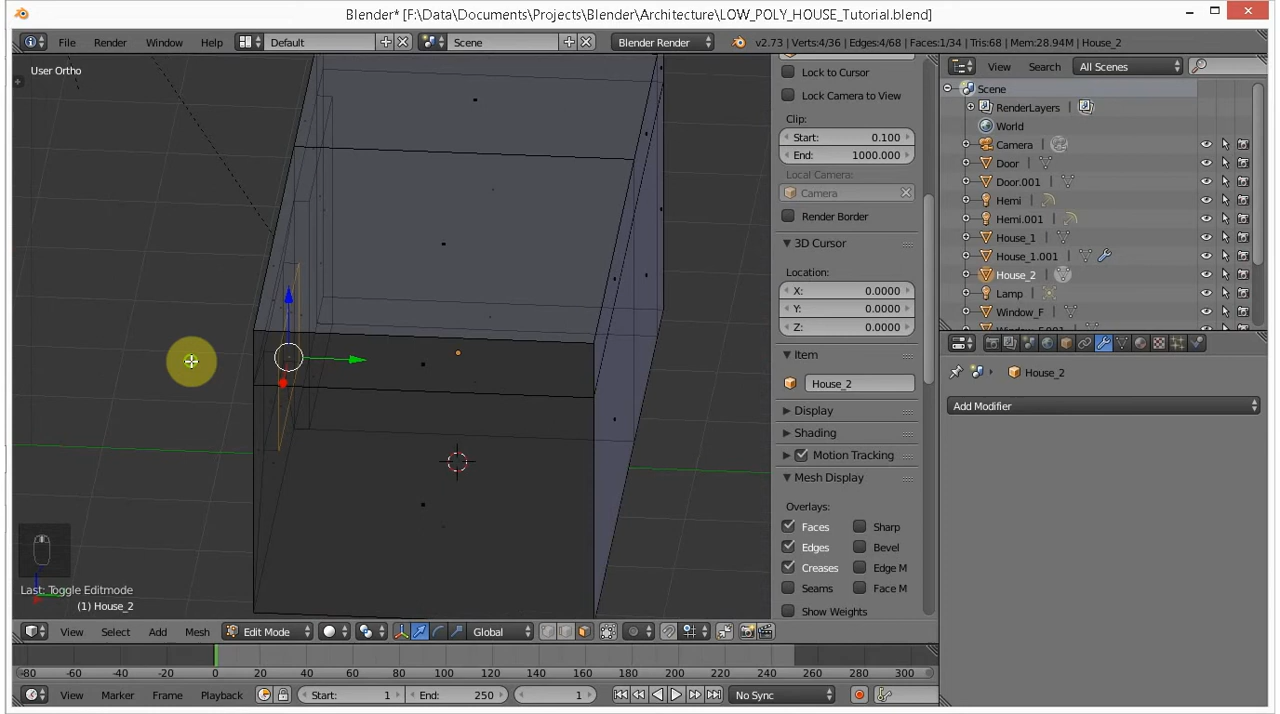 Blender* [F:\Data\Documents\Projects\Blender\Architecture\LOW_POLY_HOUSE_Tutorial.blend]
File Render Window Help Default Scene Blender Render v2.73 | Verts:4/36 | Edges:4/68 | Faces:1/34 | Tris:68 | Mem:28.94M | House_2
User Ortho
Lock to Cursor
Lock Camera to View
Clip:
Start: 0.100
End: 1000.000
Local Camera:
Camera
Render Border
3D Cursor
Location:
X: 0.0000
Y: 0.0000
Z: 0.0000
Item
House_2
Display
Shading
Motion Tracking
Mesh Display
Overlays:
Faces Sharp
Edges Bevel
Creases Edge M
Seams Face M
Show Weights
View Search All Scenes
Scene
RenderLayers
World
Camera
Door
Door.001
Hemi
Hemi.001
House_1
House_1.001
House_2
Lamp
Window_F
House_2
Add Modifier
Last: Toggle Editmode
(1) House_2
View Select Add Mesh Edit Mode Global
-80 -60 -40 -20 0 20 40 60 80 100 120 140 160 180 200 220 240 260 280 300
View Marker Frame Playback Start: 1 End: 250 1 No Sync